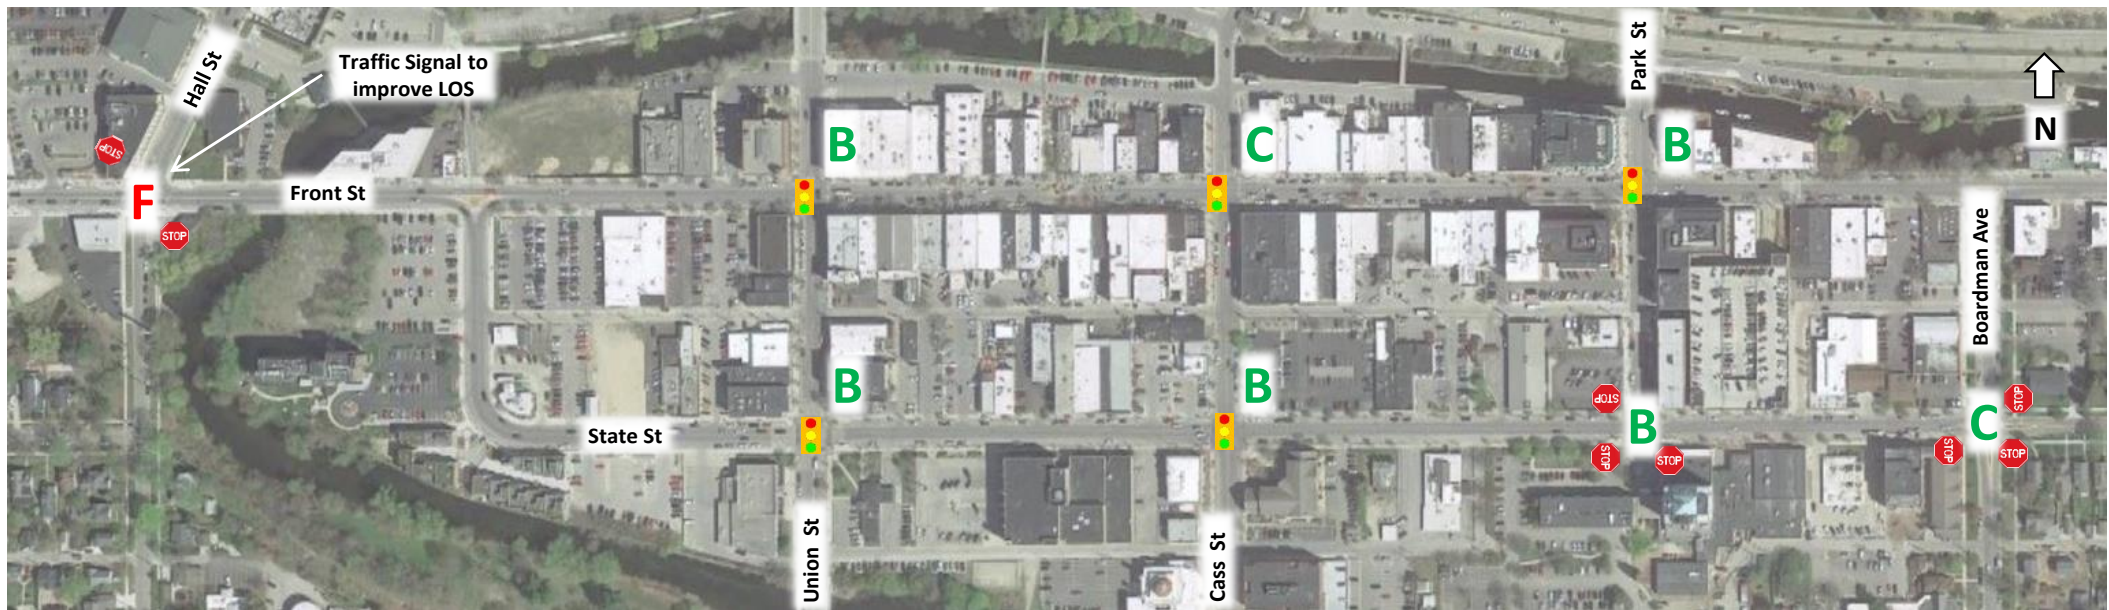 Hall St
Traffic Signal to
improve LOS
Park St
N
STOP
B
C
B
F
Front St
STOP
Boardman Ave
B
B
STOP
STOP
State St
B
C
STOP
STOP
STOP
STOP
Union St
Cass St